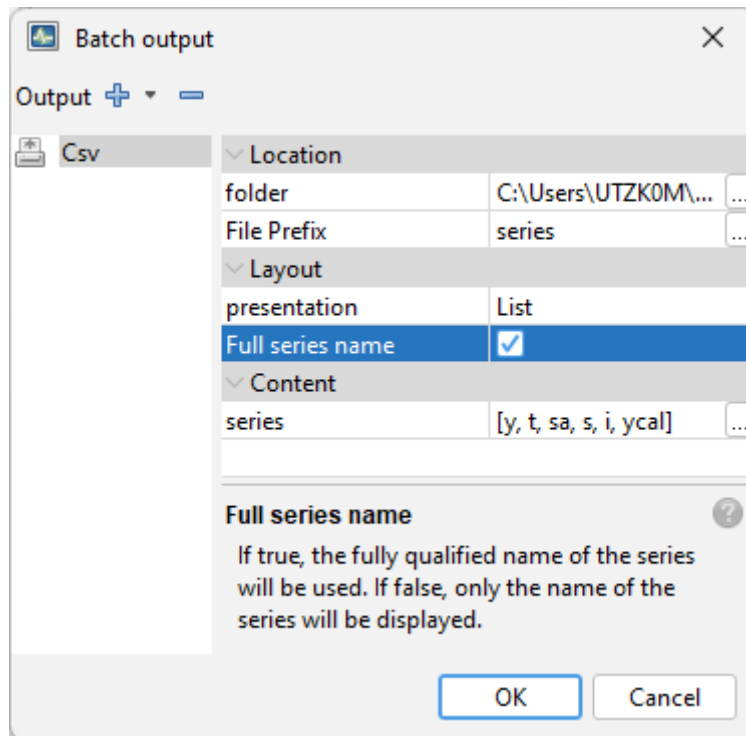 Batch output
Output
Csv
Location
folder C:\Users\UTZK0M\... ...
File Prefix series ...
Layout
presentation List
Full series name
Content
series [y, t, sa, s, i, ycal] ...
Full series name
If true, the fully qualified name of the series
will be used. If false, only the name of the
series will be displayed.
OK Cancel